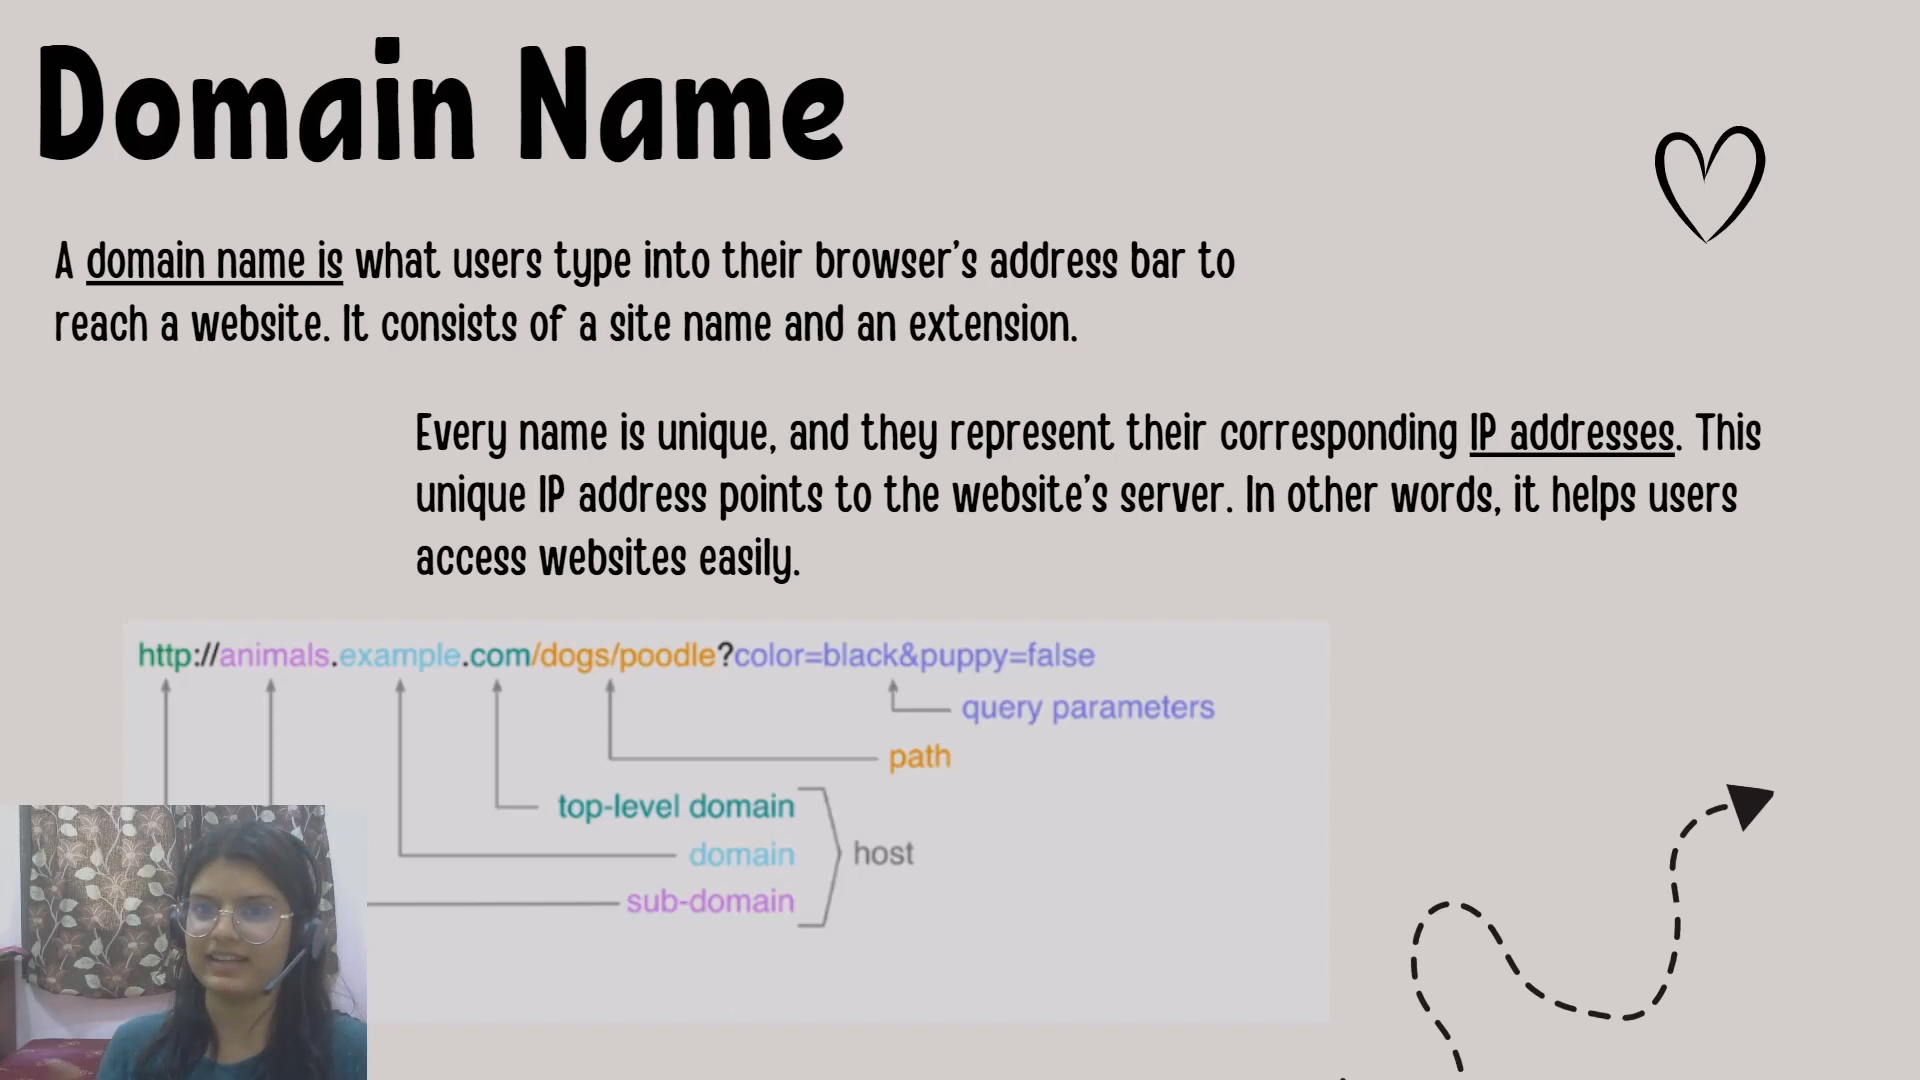 Domain Name
A domain name is what users type into their browser's address bar to
reach a website. It consists of a site name and an extension.
Every name is unique, and they represent their corresponding IP addresses. This
unique IP address points to the website's server. In other words, it helps users
access websites easily.
http://animals.example.com/dogs/poodle?color=black&puppy=false
query parameters
path
top-level domain
domain
host
sub-domain